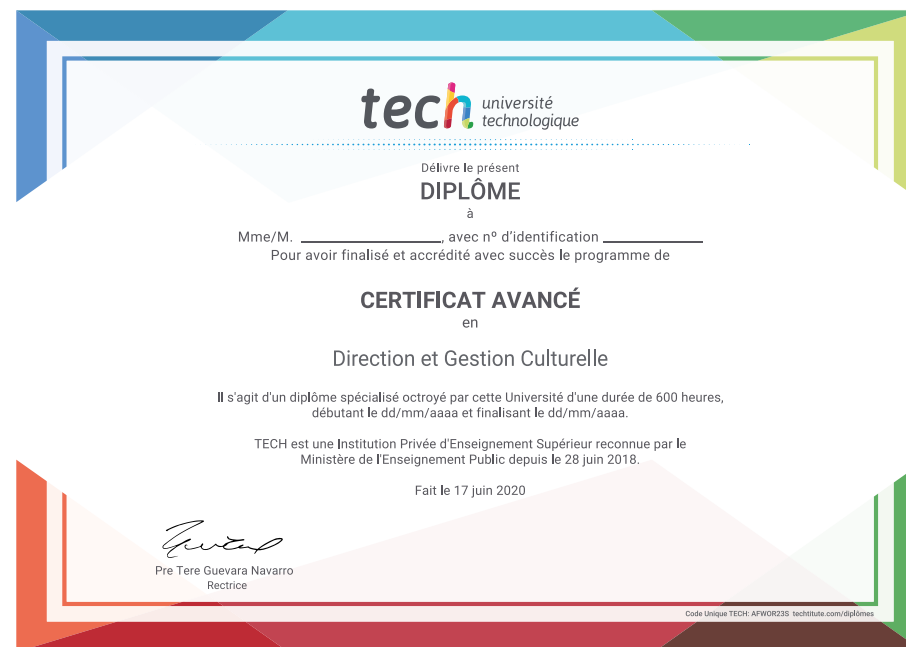 tech université
technologique
Délivre le présent
DIPLÔME
à
Mme/M. ____________________, avec nº d'identification ______________
Pour avoir finalisé et accrédité avec succès le programme de
CERTIFICAT AVANCÉ
en
Direction et Gestion Culturelle
Il s'agit d'un diplôme spécialisé octroyé par cette Université d'une durée de 600 heures,
débutant le dd/mm/aaaa et finalisant le dd/mm/aaaa.
TECH est une Institution Privée d'Enseignement Supérieur reconnue par le
Ministère de l'Enseignement Public depuis le 28 juin 2018.
Fait le 17 juin 2020
Pre Tere Guevara Navarro
Rectrice
Code Unique TECH: AFWOR23S techtitute.com/diplômes